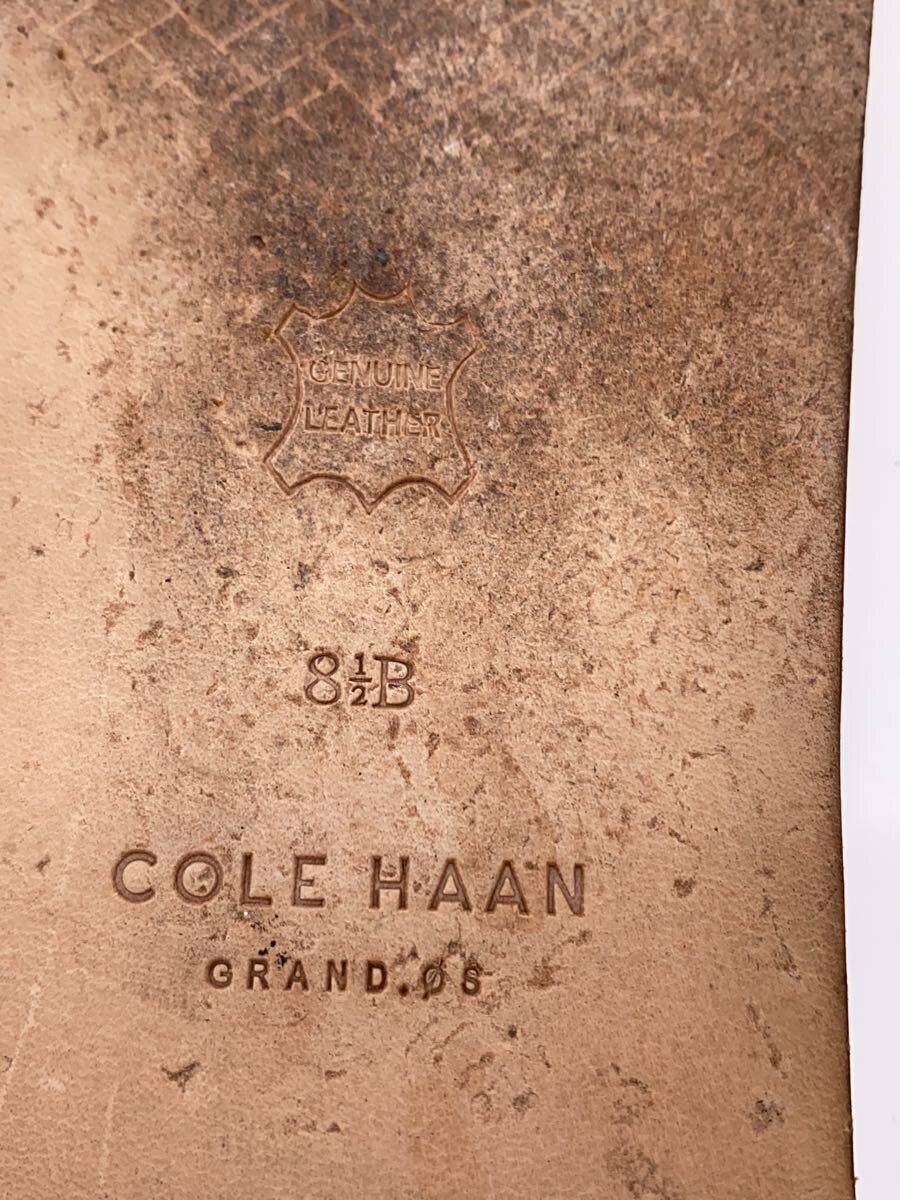 GENUINE
LEATHER
8½B
COLE HAAN
GRAND.ØS